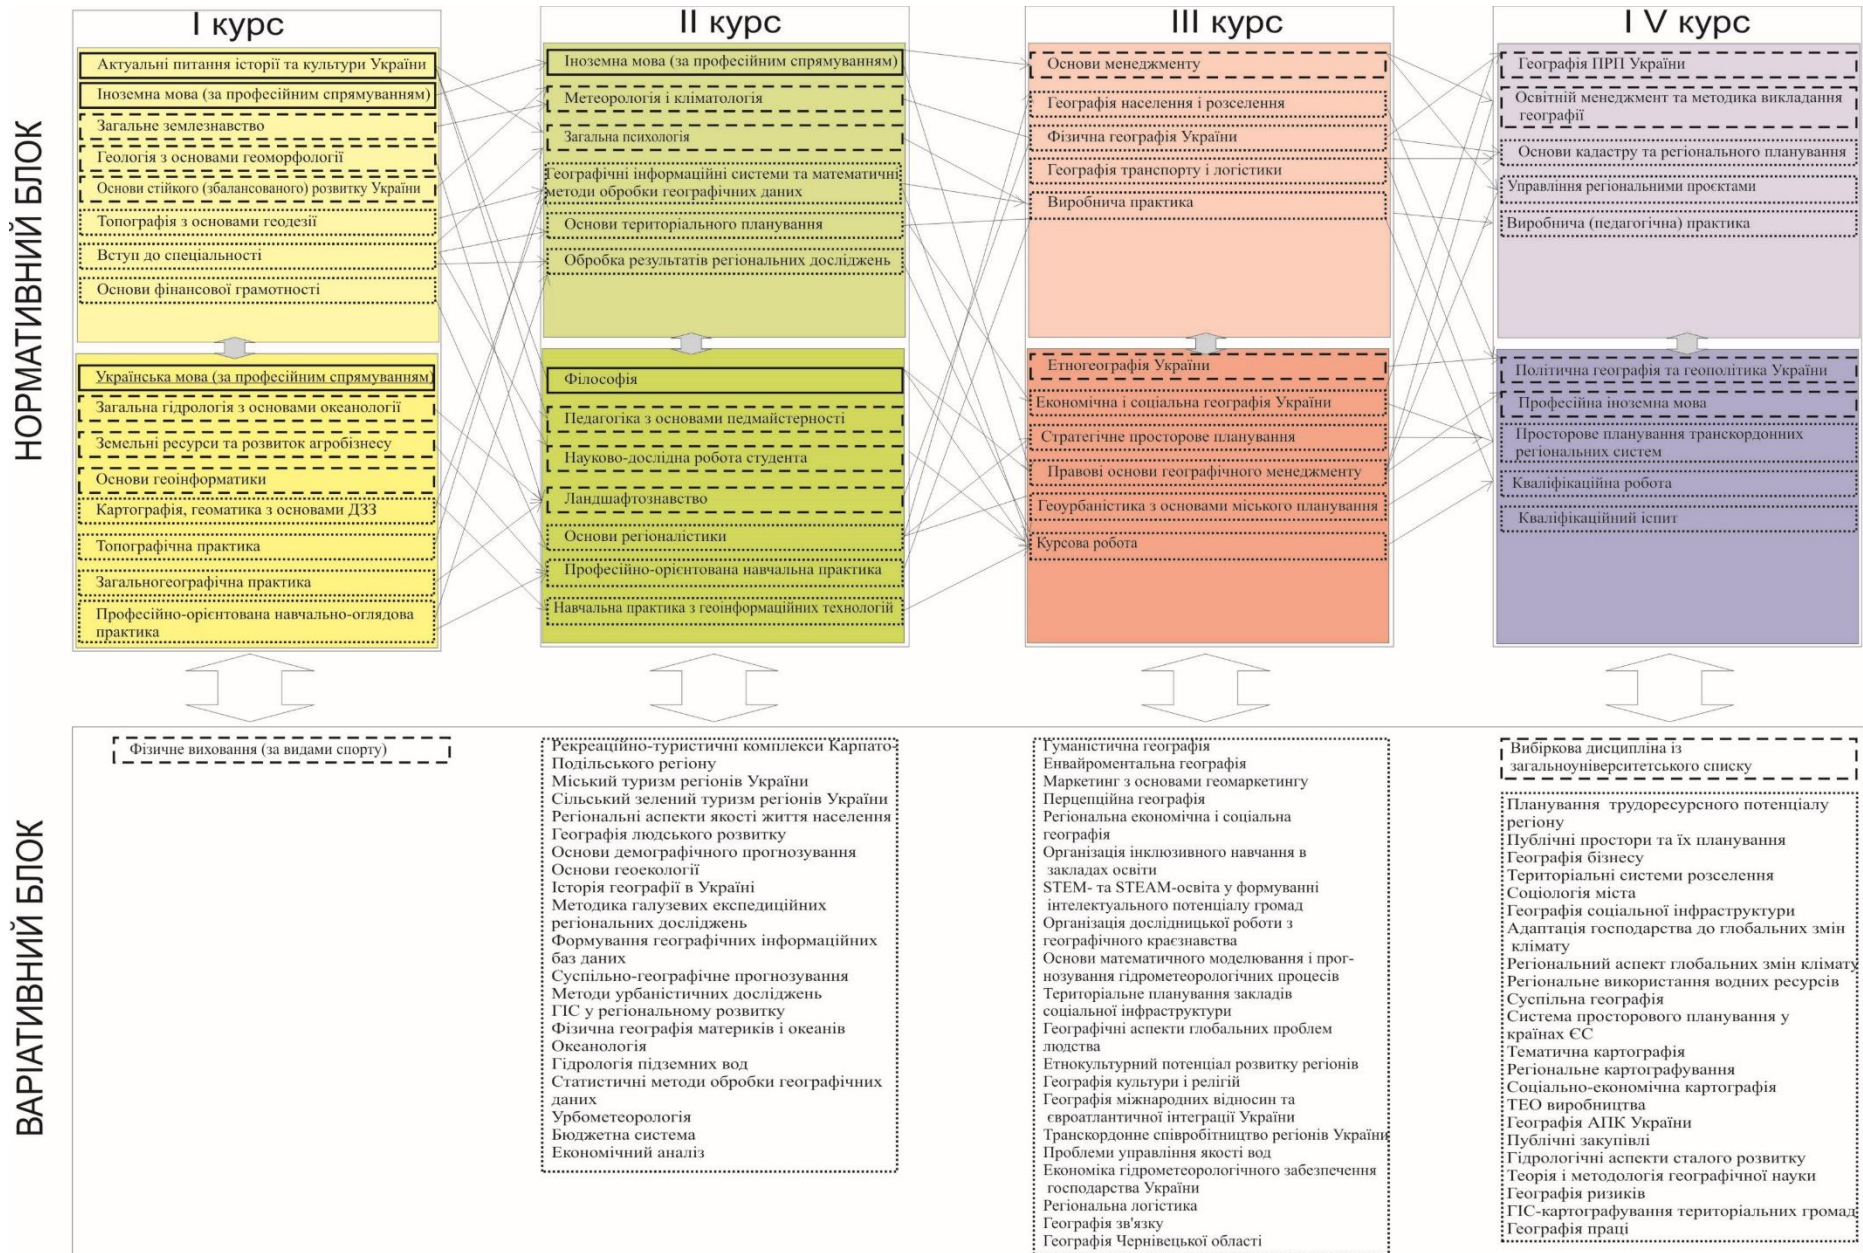 НОРМАТИВНИЙ БЛОК
І курс
Актуальні питання історії та культури України
Іноземна мова (за професійним спрямуванням)
Загальне землезнавство
Геологія з основами геоморфології
Основи стійкого (збалансованого) розвитку України
Топографія з основами геодезії
Вступ до спеціальності
Основи фінансової грамотності
Українська мова (за професійним спрямуванням)
Загальна гідрологія з основами океанології
Земельні ресурси та розвиток агробізнесу
Основи геоінформатики
Картографія, геоматика з основами ДЗЗ
Топографічна практика
Загальногеографічна практика
Професійно-орієнтована навчально-оглядова
практика
ІІ курс
Іноземна мова (за професійним спрямуванням)
Метеорологія і кліматологія
Загальна психологія
Географічні інформаційні системи та математичні
методи обробки географічних даних
Основи територіального планування
Обробка результатів регіональних досліджень
Філософія
Педагогіка з основами педмайстерності
Науково-дослідна робота студента
Ландшафтознавство
Основи регіоналістики
Професійно-орієнтована навчальна практика
Навчальна практика з геоінформаційних технологій
ІІІ курс
Основи менеджменту
Географія населення і розселення
Фізична географія України
Географія транспорту і логістики
Виробнича практика
Етногеографія України
Економічна і соціальна географія України
Стратегічне просторове планування
Правові основи географічного менеджменту
Геоурбаністика з основами міського планування
Курсова робота
І V курс
Географія ПРП України
Освітній менеджмент та методика викладання
географії
Основи кадастру та регіонального планування
Управління регіональними проєктами
Виробнича (педагогічна) практика
Політична географія та геополітика України
Професійна іноземна мова
Просторове планування транскордонних
регіональних систем
Кваліфікаційна робота
Кваліфікаційний іспит
ВАРІАТИВНИЙ БЛОК
Фізичне виховання (за видами спорту)
Рекреаційно-туристичні комплекси Карпато-
Подільського регіону
Міський туризм регіонів України
Сільський зелений туризм регіонів України
Регіональні аспекти якості життя населення
Географія людського розвитку
Основи демографічного прогнозування
Основи геоекології
Історія географії в Україні
Методика галузевих експедиційних
регіональних досліджень
Формування географічних інформаційних
баз даних
Суспільно-географічне прогнозування
Методи урбаністичних досліджень
ГІС у регіональному розвитку
Фізична географія материків і океанів
Океанологія
Гідрологія підземних вод
Статистичні методи обробки географічних
даних
Урбометеорологія
Бюджетна система
Економічний аналіз
Гуманістична географія
Енвайроментальна географія
Маркетинг з основами геомаркетингу
Перцепційна географія
Регіональна економічна і соціальна
географія
Організація інклюзивного навчання в
закладах освіти
STEM- та STEAM-освіта у формуванні
інтелектуального потенціалу громад
Організація дослідницької роботи з
географічного краєзнавства
Основи математичного моделювання і прог-
нозування гідрометеорологічних процесів
Територіальне планування закладів
соціальної інфраструктури
Географічні аспекти глобальних проблем
людства
Етнокультурний потенціал розвитку регіонів
Географія культури і релігій
Географія міжнародних відносин та
євроатлантичної інтеграції України
Транскордонне співробітництво регіонів України
Проблеми управління якості вод
Економіка гідрометеорологічного забезпечення
господарства України
Регіональна логістика
Географія зв'язку
Географія Чернівецької області
Вибіркова дисципліна із
загальноуніверситетського списку
Планування трудоресурсного потенціалу
регіону
Публічні простори та їх планування
Географія бізнесу
Територіальні системи розселення
Соціологія міста
Географія соціальної інфраструктури
Адаптація господарства до глобальних змін
клімату
Регіональний аспект глобальних змін клімату
Регіональне використання водних ресурсів
Суспільна географія
Система просторового планування у
країнах ЄС
Тематична картографія
Регіональне картографування
Соціально-економічна картографія
ТЕО виробництва
Географія АПК України
Публічні закупівлі
Гідрологічні аспекти сталого розвитку
Теорія і методологія географічної науки
Географія ризиків
ГІС-картографування територіальних громад
Географія праці